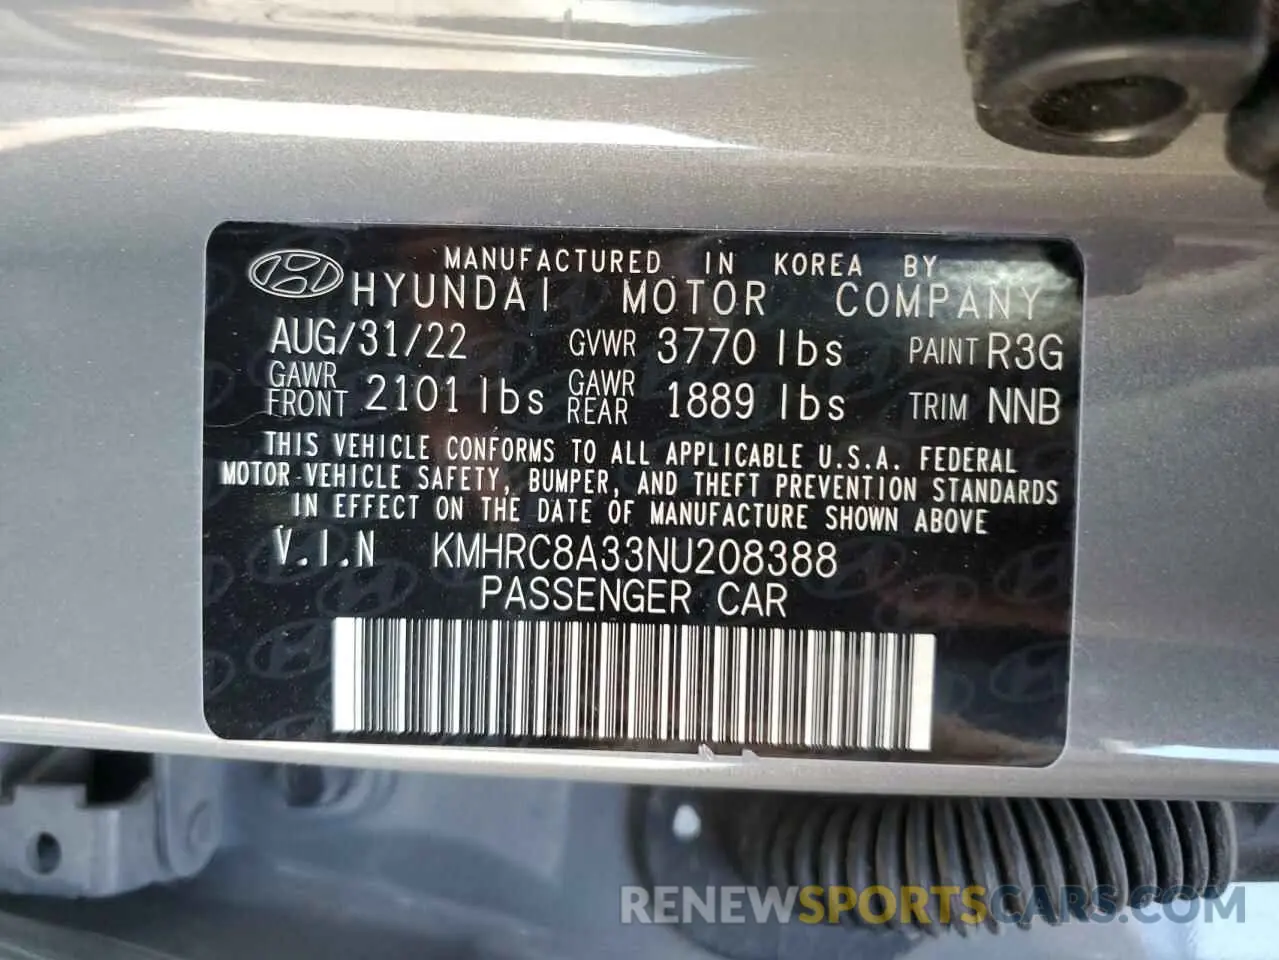 MANUFACTURED IN KOREA BY
HYUNDAI MOTOR COMPANY
AUG/31/22 GVWR 3770 lbs PAINT R3G
GAWR FRONT 2101 lbs GAWR REAR 1889 lbs TRIM NNB
THIS VEHICLE CONFORMS TO ALL APPLICABLE U.S.A. FEDERAL
MOTOR VEHICLE SAFETY, BUMPER, AND THEFT PREVENTION STANDARDS
IN EFFECT ON THE DATE OF MANUFACTURE SHOWN ABOVE
V.I.N KMHRC8A33NU208388
PASSENGER CAR
RENEWSPORTSCARS.COM